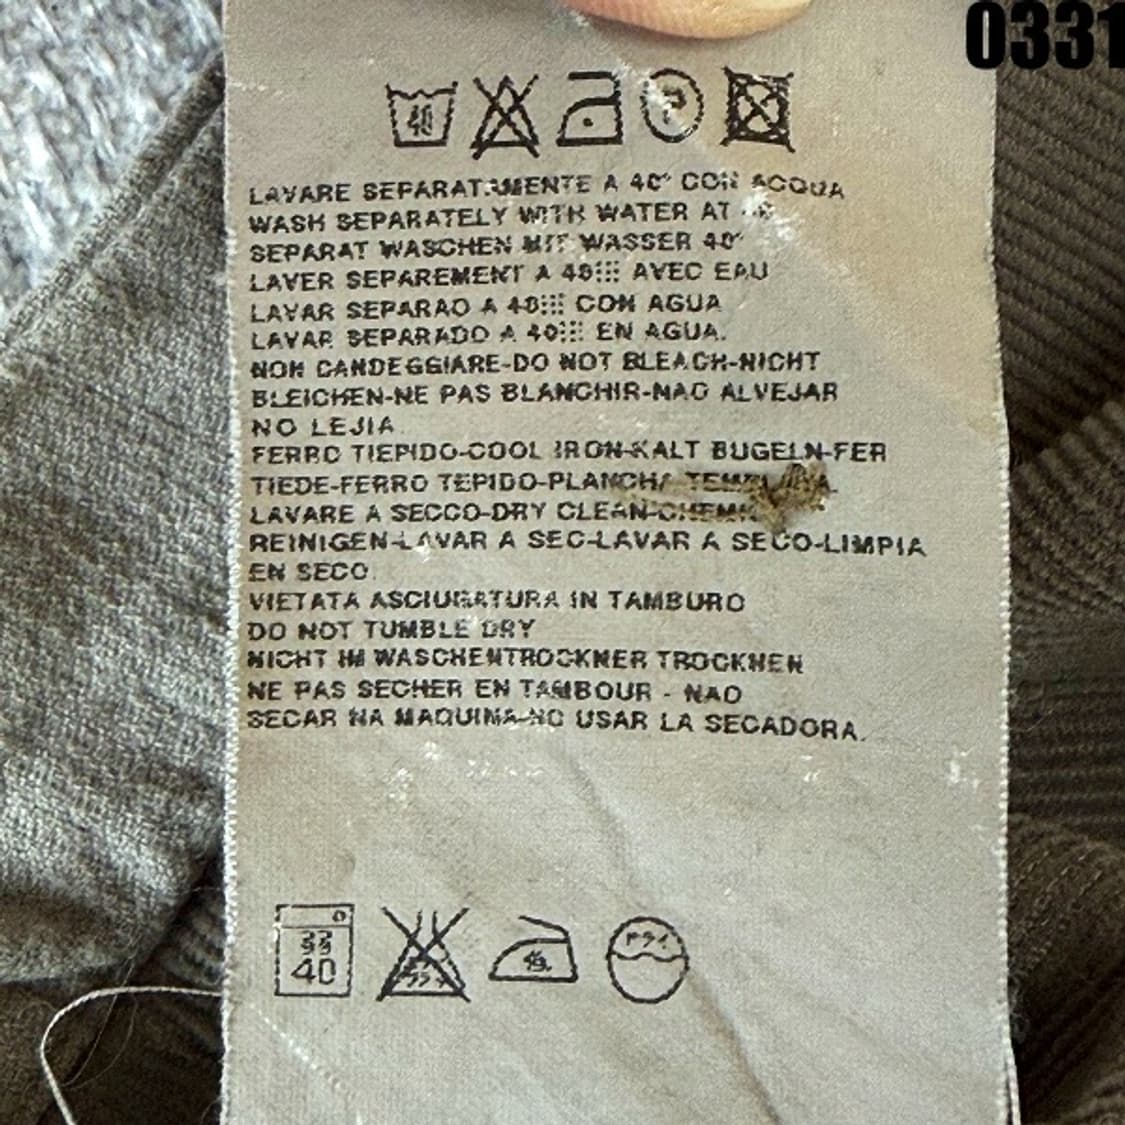 0331
40
P
LAVARE SEPARATAMENTE A 40° CON ACQUA
WASH SEPARATELY WITH WATER AT
SEPARAT WASCHEN MIT WASSER 40°
LAVER SEPAREMENT A 40 AVEC EAU
LAVAR SEPARAO A 40 CON AGUA
LAVAR SEPARADO A 40 EN AGUA.
NON CANDEGGIARE-DO NOT BLEACH-NICHT
BLEICHEN-NE PAS BLANCHIR-NAO ALVEJAR
NO LEJIA
FERRO TIEPIDO-COOL IRON-KALT BUGELN-FER
TIEDE-FERRO TEPIDO-PLANCHA
LAVARE A SECCO-DRY CLEAN-
REINIGEN-LAVAR A SEC-LAVAR A SECO-LIMPIA
EN SECO.
VIETATA ASCIUGATURA IN TAMBURO
DO NOT TUMBLE DRY
NICHT IM WASCHENTROCKNER TROCKNEN
NE PAS SECHER EN TAMBOUR - NAO
SECAR NA MAQUINA-NO USAR LA SECADORA.
40
ドライ